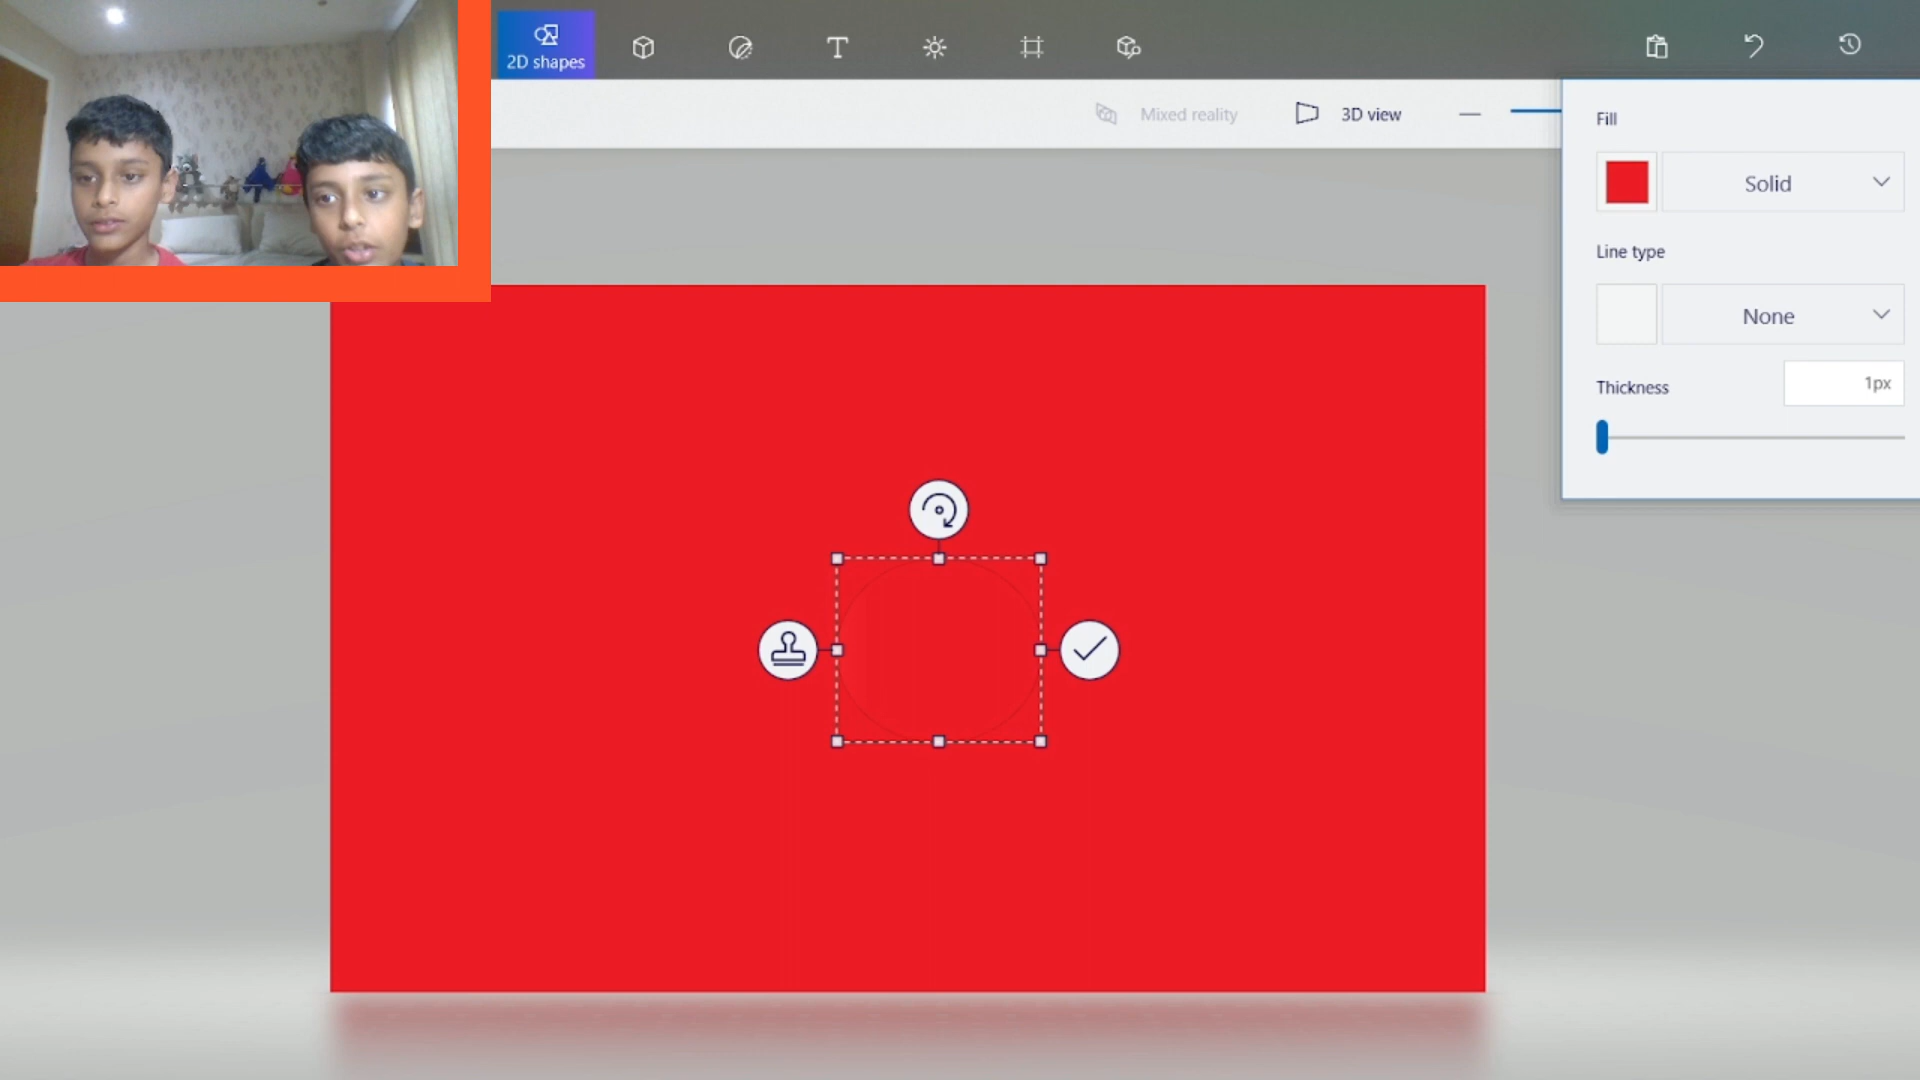 2D shapes
Mixed reality
3D view
Fill
Solid
Line type
None
Thickness
1px